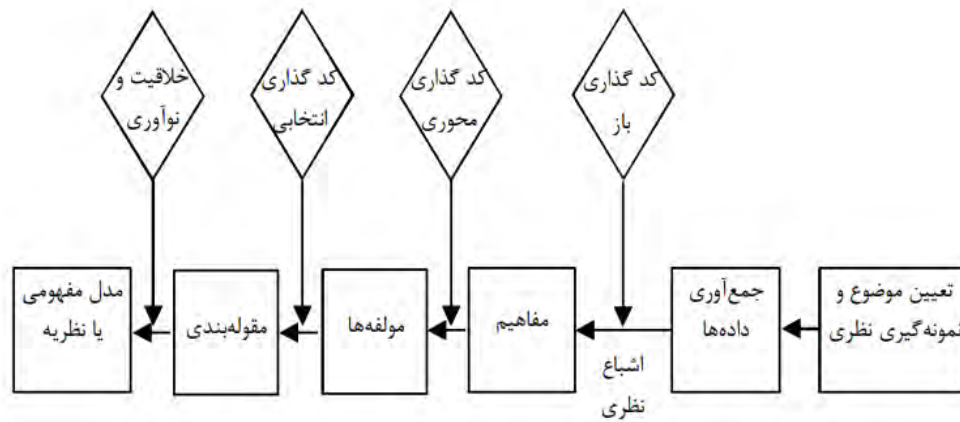 کد گذاری
باز
کد گذاری
محوری
کد گذاری
انتخابی
خلاقیت و
نوآوری
تعیین موضوع و
نمونه‌گیری نظری
جمع‌آوری
داده‌ها
اشباع
نظری
مفاهیم
مولفه‌ها
مقوله‌بندی
مدل مفهومی
یا نظریه